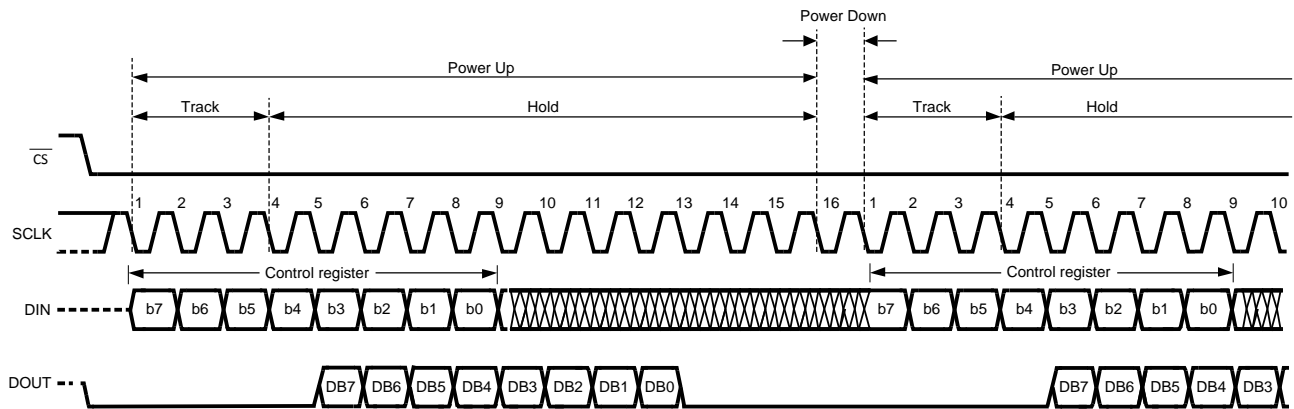 Power Down
Power Up Power Up
Track Hold Track Hold
CS
1 2 3 4 5 6 7 8 9 10 11 12 13 14 15 16 1 2 3 4 5 6 7 8 9 10
SCLK
Control register Control register
DIN b7 b6 b5 b4 b3 b2 b1 b0 b7 b6 b5 b4 b3 b2 b1 b0
DOUT DB7 DB6 DB5 DB4 DB3 DB2 DB1 DB0 DB7 DB6 DB5 DB4 DB3